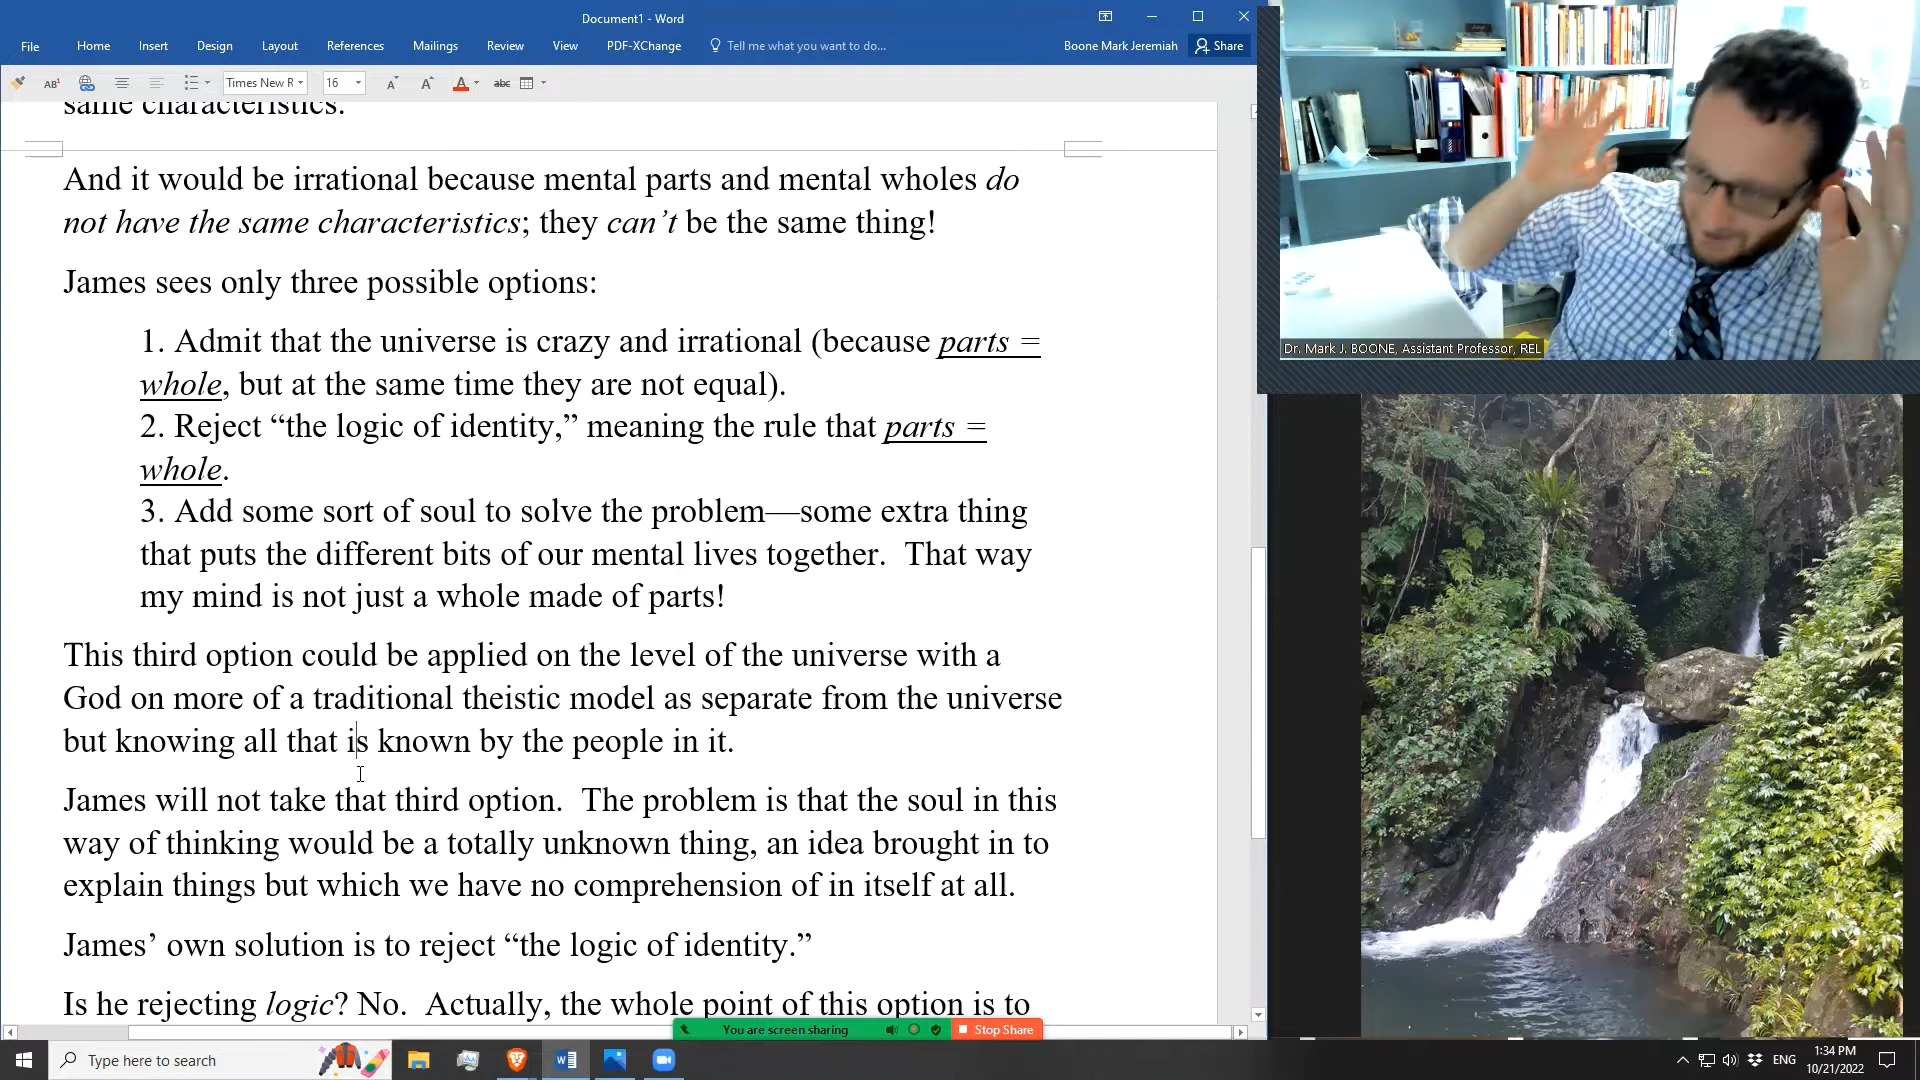 Document1 - Word
File Home Insert Design Layout References Mailings Review View PDF-XChange Tell me what you want to do... Boone Mark Jeremiah Share
AB¹ Times New R 16 A A A abc
same characteristics.
And it would be irrational because mental parts and mental wholes do
not have the same characteristics; they can’t be the same thing!
James sees only three possible options:
1. Admit that the universe is crazy and irrational (because parts =
whole, but at the same time they are not equal).
2. Reject “the logic of identity,” meaning the rule that parts =
whole.
3. Add some sort of soul to solve the problem—some extra thing
that puts the different bits of our mental lives together. That way
my mind is not just a whole made of parts!
This third option could be applied on the level of the universe with a
God on more of a traditional theistic model as separate from the universe
but knowing all that is known by the people in it.
James will not take that third option. The problem is that the soul in this
way of thinking would be a totally unknown thing, an idea brought in to
explain things but which we have no comprehension of in itself at all.
James’ own solution is to reject “the logic of identity.”
Is he rejecting logic? No. Actually, the whole point of this option is to
You are screen sharing Stop Share
Dr. Mark J. BOONE, Assistant Professor, REL
Type here to search
ENG
1:34 PM
10/21/2022